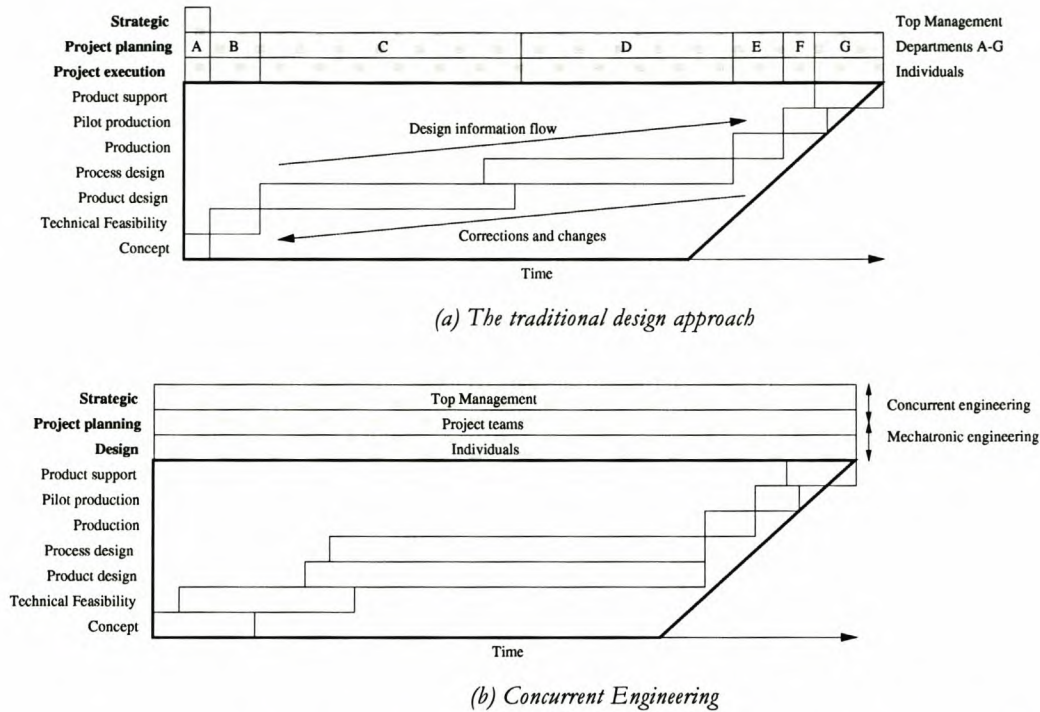 Strategic Top Management
Project planning A B C D E F G Departments A-G
Project execution Individuals
Product support
Pilot production
Design information flow
Production
Process design
Product design
Technical Feasibility
Corrections and changes
Concept
Time
(a) The traditional design approach
Strategic Top Management Concurrent engineering
Project planning Project teams
Mechatronic engineering
Design Individuals
Product support
Pilot production
Production
Process design
Product design
Technical Feasibility
Concept
Time
(b) Concurrent Engineering